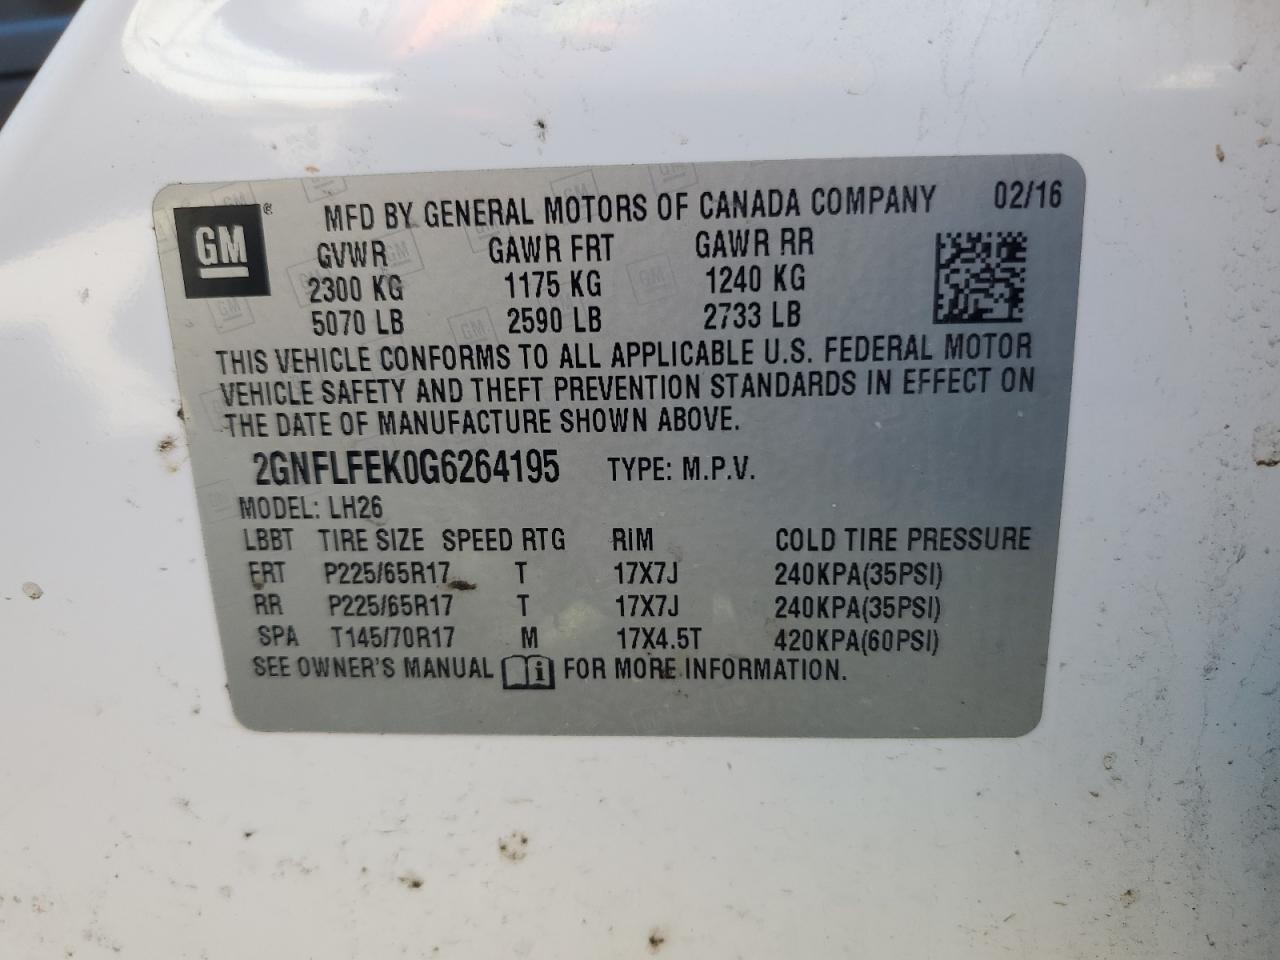 GM ® MFD BY GENERAL MOTORS OF CANADA COMPANY 02/16
GVWR GAWR FRT GAWR RR
2300 KG 1175 KG 1240 KG
5070 LB 2590 LB 2733 LB
THIS VEHICLE CONFORMS TO ALL APPLICABLE U.S. FEDERAL MOTOR
VEHICLE SAFETY AND THEFT PREVENTION STANDARDS IN EFFECT ON
THE DATE OF MANUFACTURE SHOWN ABOVE.
2GNFLFEK0G6264195 TYPE: M.P.V.
MODEL: LH26
LBBT TIRE SIZE SPEED RTG RIM COLD TIRE PRESSURE
FRT P225/65R17 T 17X7J 240KPA(35PSI)
RR P225/65R17 T 17X7J 240KPA(35PSI)
SPA T145/70R17 M 17X4.5T 420KPA(60PSI)
SEE OWNER'S MANUAL i FOR MORE INFORMATION.